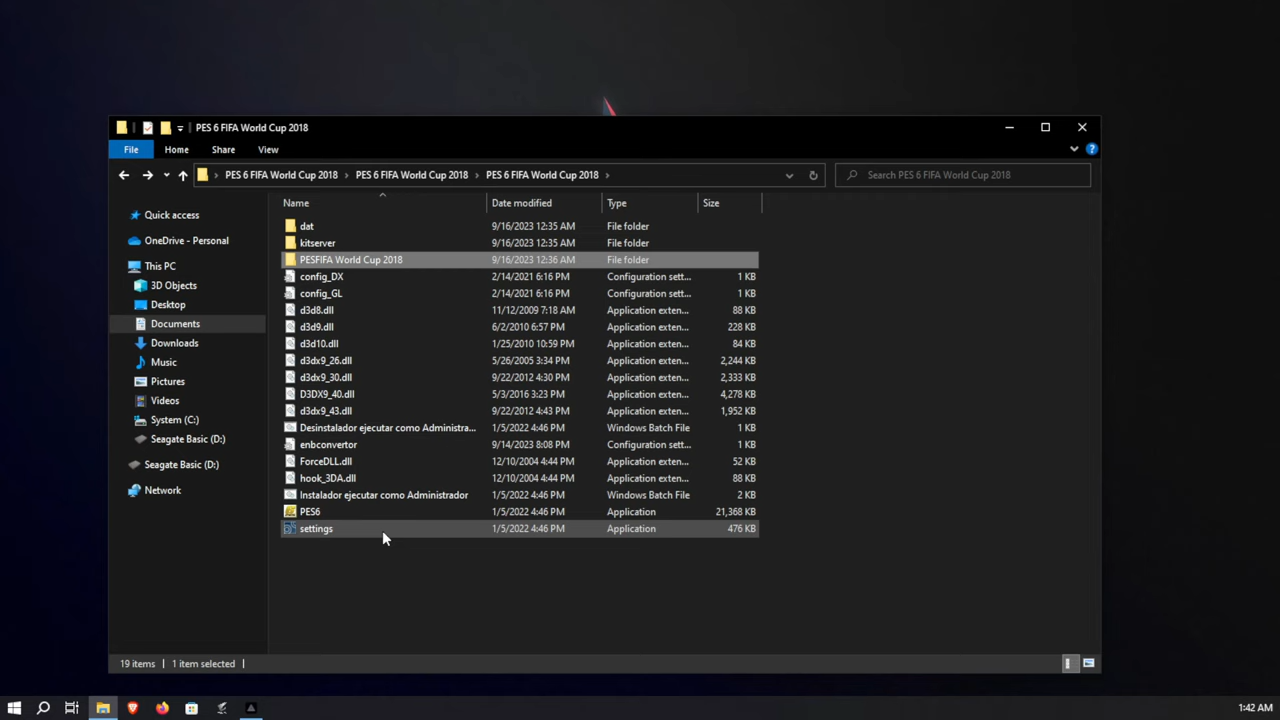 PES 6 FIFA World Cup 2018
File Home Share View
PES 6 FIFA World Cup 2018 PES 6 FIFA World Cup 2018 PES 6 FIFA World Cup 2018 Search PES 6 FIFA World Cup 2018
Name Date modified Type Size
Quick access
OneDrive - Personal
This PC
3D Objects
Desktop
Documents
Downloads
Music
Pictures
Videos
System (C:)
Seagate Basic (D:)
Seagate Basic (D:)
Network
dat 9/16/2023 12:35 AM File folder
kitserver 9/16/2023 12:35 AM File folder
PESFIFA World Cup 2018 9/16/2023 12:36 AM File folder
config_DX 2/14/2021 6:16 PM Configuration sett... 1 KB
config_GL 2/14/2021 6:16 PM Configuration sett... 1 KB
d3d8.dll 11/12/2009 7:18 AM Application exten... 88 KB
d3d9.dll 6/2/2010 6:57 PM Application exten... 228 KB
d3d10.dll 1/25/2010 10:59 PM Application exten... 84 KB
d3dx9_26.dll 5/26/2005 3:34 PM Application exten... 2,244 KB
d3dx9_30.dll 9/22/2012 4:30 PM Application exten... 2,333 KB
D3DX9_40.dll 5/3/2016 3:23 PM Application exten... 4,278 KB
d3dx9_43.dll 9/22/2012 4:43 PM Application exten... 1,952 KB
Desinstalador ejecutar como Administra... 1/5/2022 4:46 PM Windows Batch File 1 KB
enbconvertor 9/14/2023 8:08 PM Configuration sett... 1 KB
ForceDLL.dll 12/10/2004 4:44 PM Application exten... 52 KB
hook_3DA.dll 12/10/2004 4:44 PM Application exten... 88 KB
Instalador ejecutar como Administrador 1/5/2022 4:46 PM Windows Batch File 2 KB
PES6 1/5/2022 4:46 PM Application 21,368 KB
settings 1/5/2022 4:46 PM Application 476 KB
19 items 1 item selected
1:42 AM